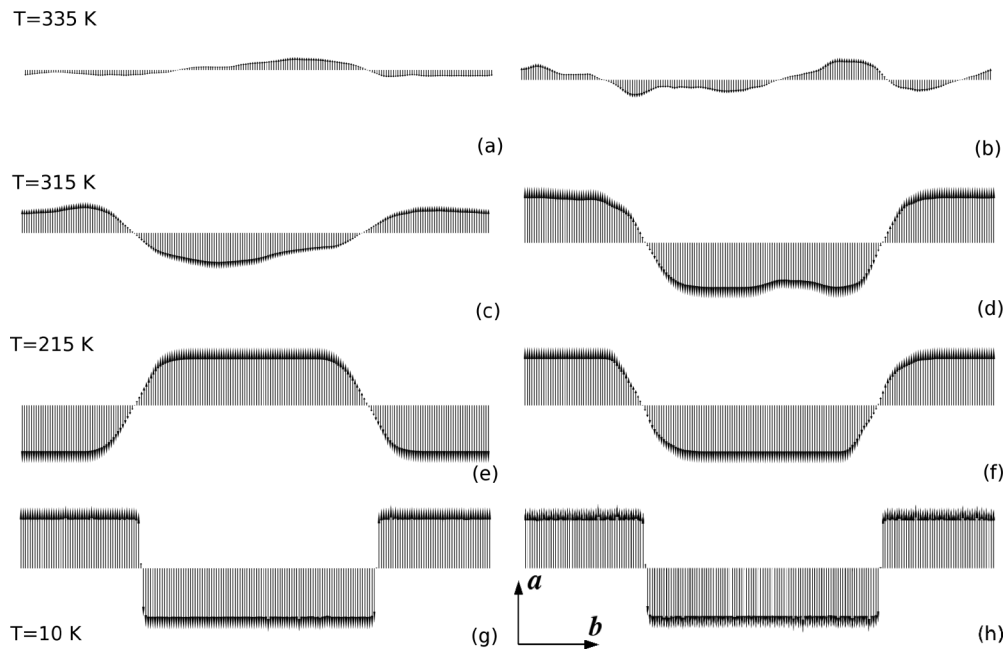 T=335 K
(a)
(b)
T=315 K
(c)
(d)
T=215 K
(e)
(f)
a
b
T=10 K
(g)
(h)